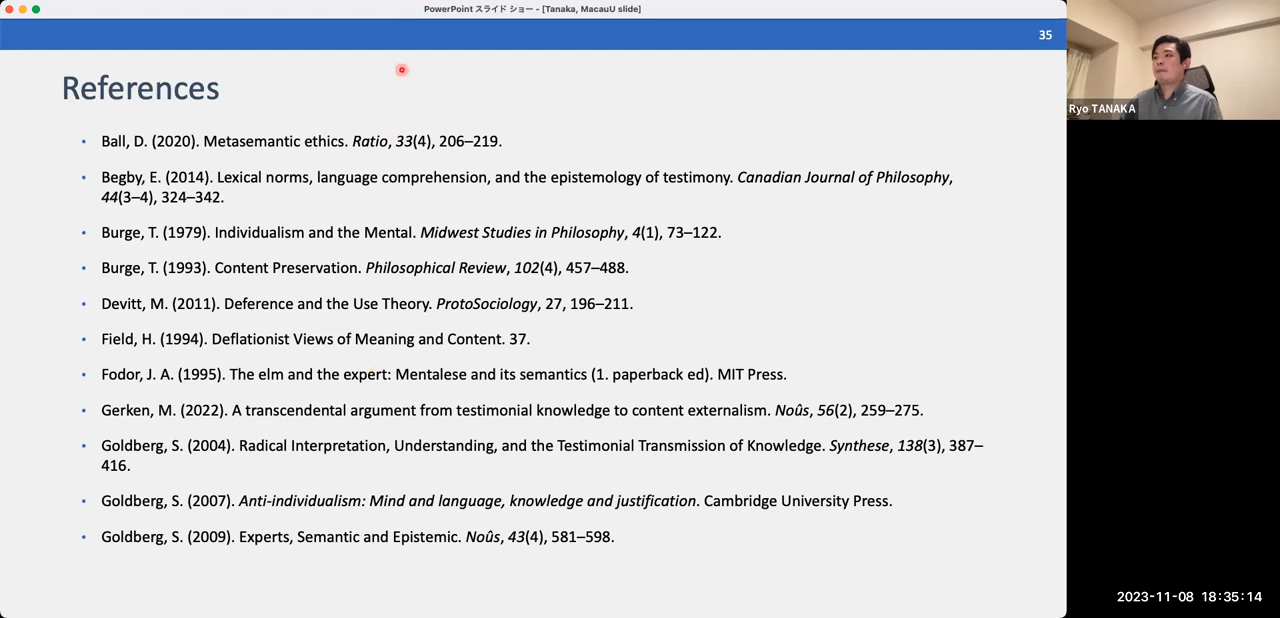 PowerPoint スライド ショー - [Tanaka, MacauU slide]
35
References
• Ball, D. (2020). Metasemantic ethics. Ratio, 33(4), 206–219.
• Begby, E. (2014). Lexical norms, language comprehension, and the epistemology of testimony. Canadian Journal of Philosophy,
44(3–4), 324–342.
• Burge, T. (1979). Individualism and the Mental. Midwest Studies in Philosophy, 4(1), 73–122.
• Burge, T. (1993). Content Preservation. Philosophical Review, 102(4), 457–488.
• Devitt, M. (2011). Deference and the Use Theory. ProtoSociology, 27, 196–211.
• Field, H. (1994). Deflationist Views of Meaning and Content. 37.
• Fodor, J. A. (1995). The elm and the expert: Mentalese and its semantics (1. paperback ed). MIT Press.
• Gerken, M. (2022). A transcendental argument from testimonial knowledge to content externalism. Noûs, 56(2), 259–275.
• Goldberg, S. (2004). Radical Interpretation, Understanding, and the Testimonial Transmission of Knowledge. Synthese, 138(3), 387–
416.
• Goldberg, S. (2007). Anti-individualism: Mind and language, knowledge and justification. Cambridge University Press.
• Goldberg, S. (2009). Experts, Semantic and Epistemic. Noûs, 43(4), 581–598.
Ryo TANAKA
2023-11-08 18:35:14